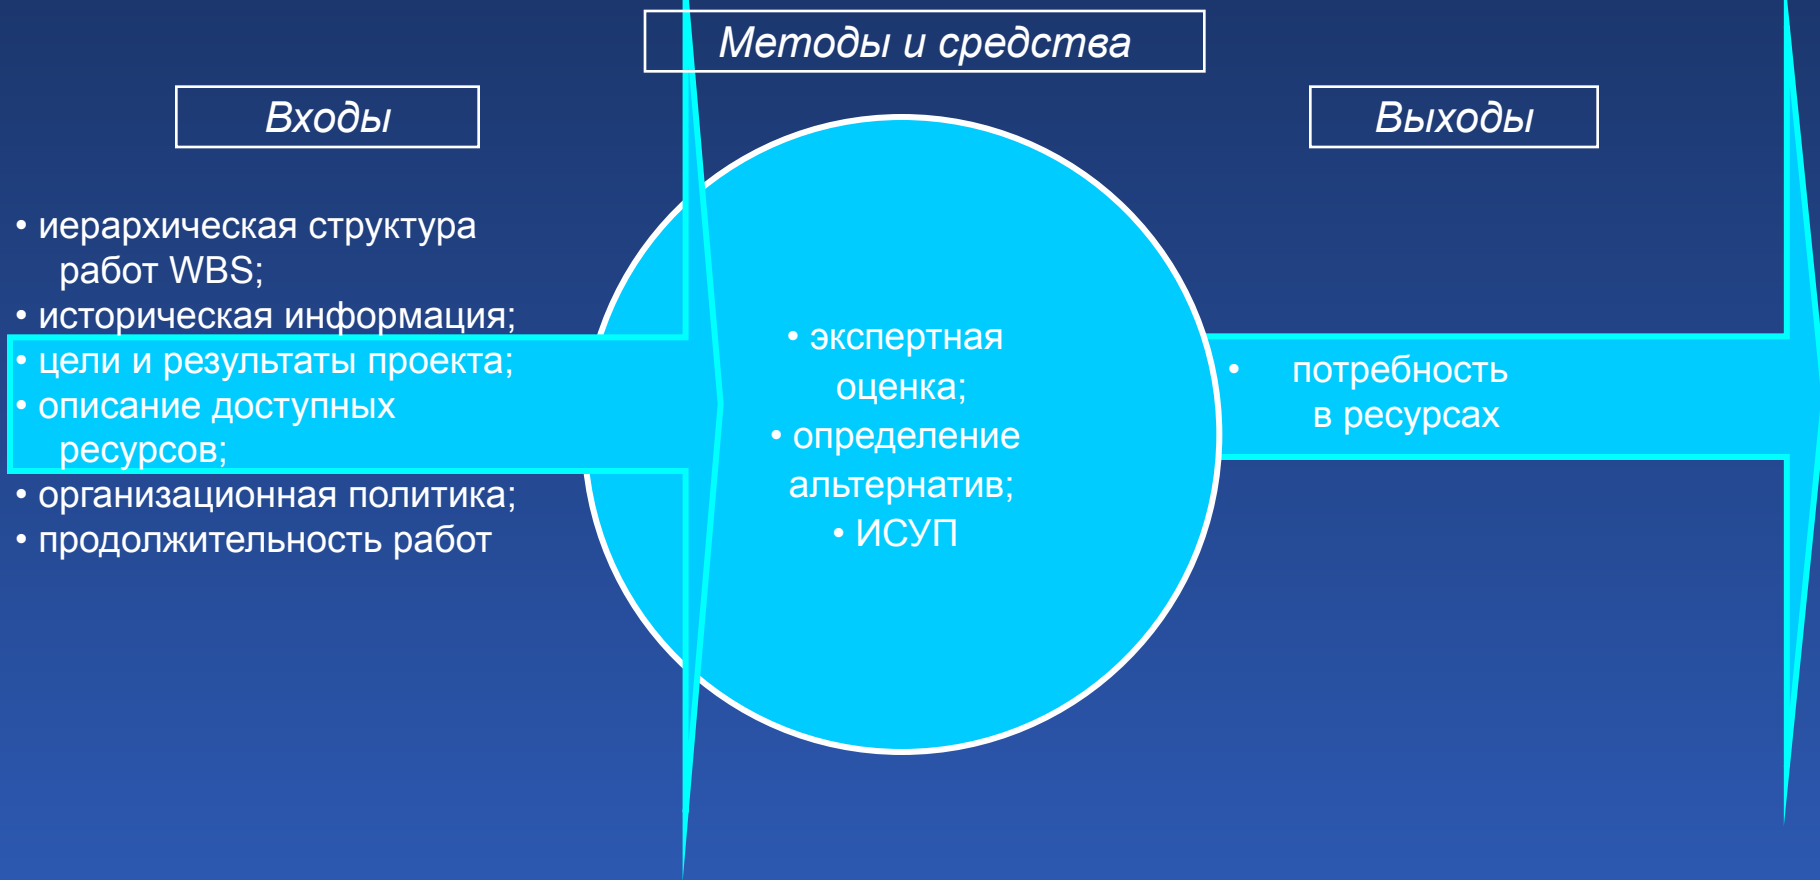 Методы и средства
Входы
• иерархическая структура
работ WBS;
• историческая информация;
• цели и результаты проекта;
• описание доступных
ресурсов;
• организационная политика;
• продолжительность работ
• экспертная
оценка;
• определение
альтернатив;
• ИСУП
Выходы
• потребность
в ресурсах